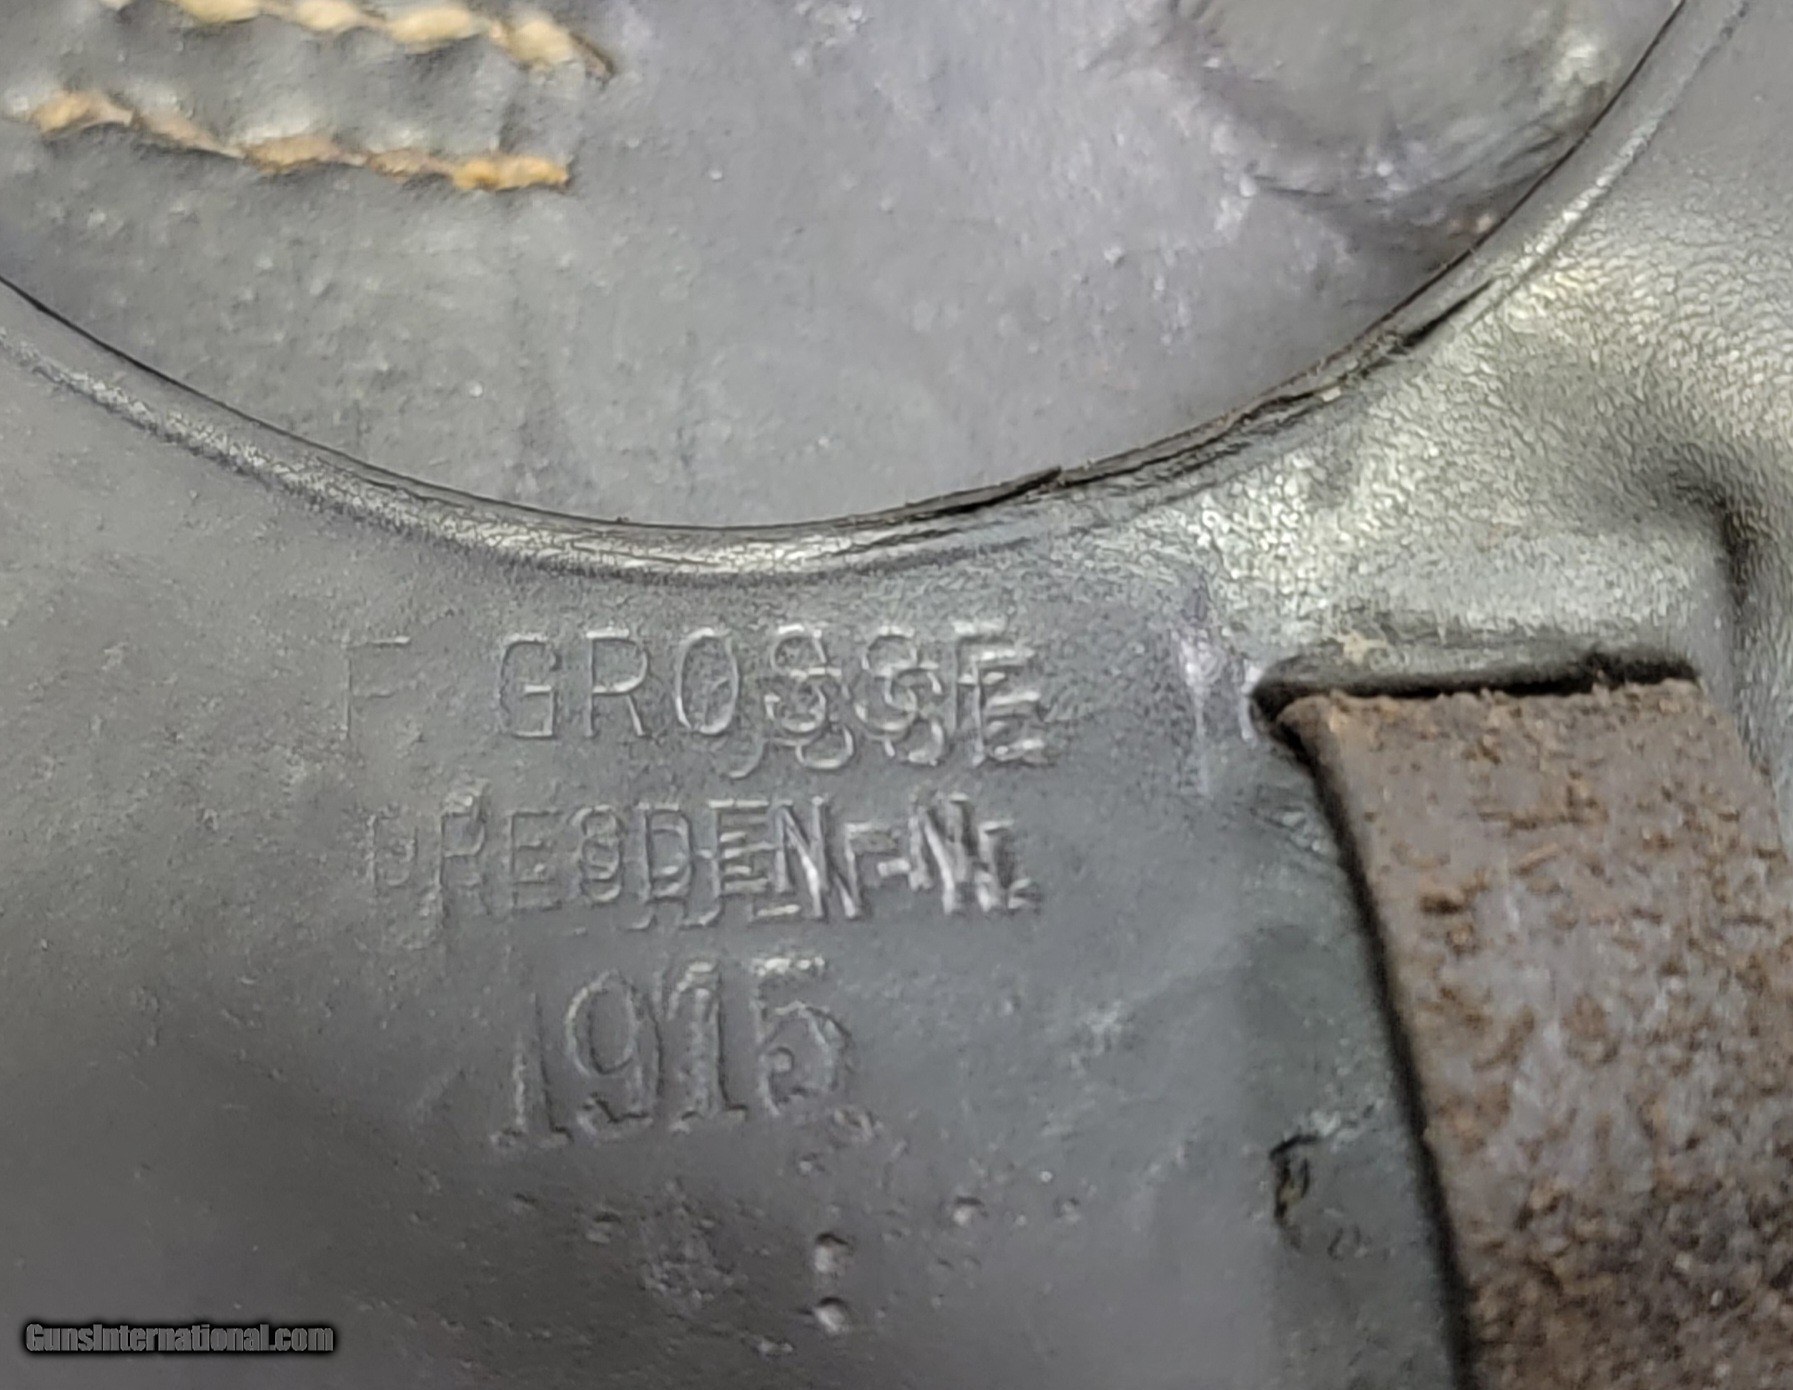 F. GROSSE
DRESDEN-N.
1915
GunsInternational.com